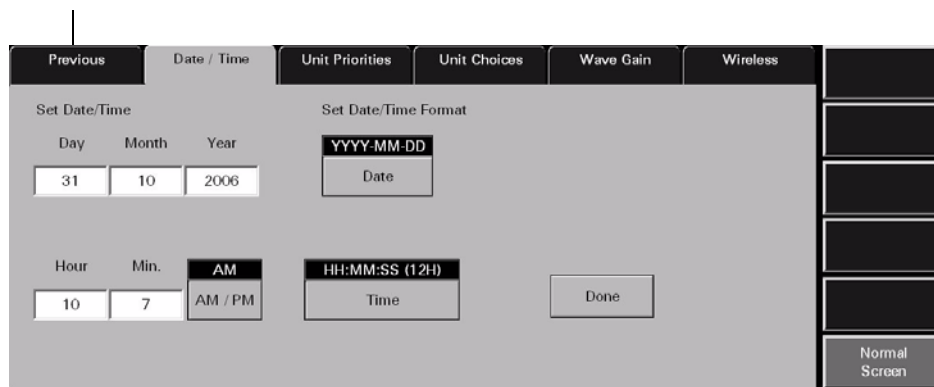 Previous Date / Time Unit Priorities Unit Choices Wave Gain Wireless
Set Date/Time Set Date/Time Format
Day Month Year YYYY-MM-DD
31 10 2006 Date
Hour Min. AM HH:MM:SS (12H)
10 7 AM / PM Time Done
Normal
Screen